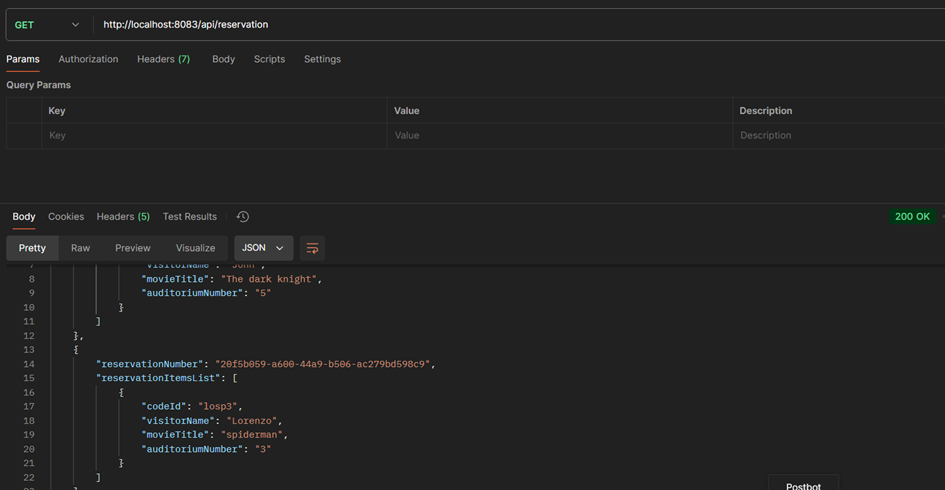 GET http://localhost:8083/api/reservation
Params Authorization Headers (7) Body Scripts Settings
Query Params
Key Value Description
Key Value Description
Body Cookies Headers (5) Test Results 200 OK
Pretty Raw Preview Visualize JSON
7 "visitorName": "John",
8 "movieTitle": "The dark knight",
9 "auditoriumNumber": "5"
10 }
11 ]
12 },
13 {
14 "reservationNumber": "20f5b059-a600-44a9-b506-ac279bd598c9",
15 "reservationItemsList": [
16 {
17 "codeId": "losp3",
18 "visitorName": "Lorenzo",
19 "movieTitle": "spiderman",
20 "auditoriumNumber": "3"
21 }
22 ]
Postbot